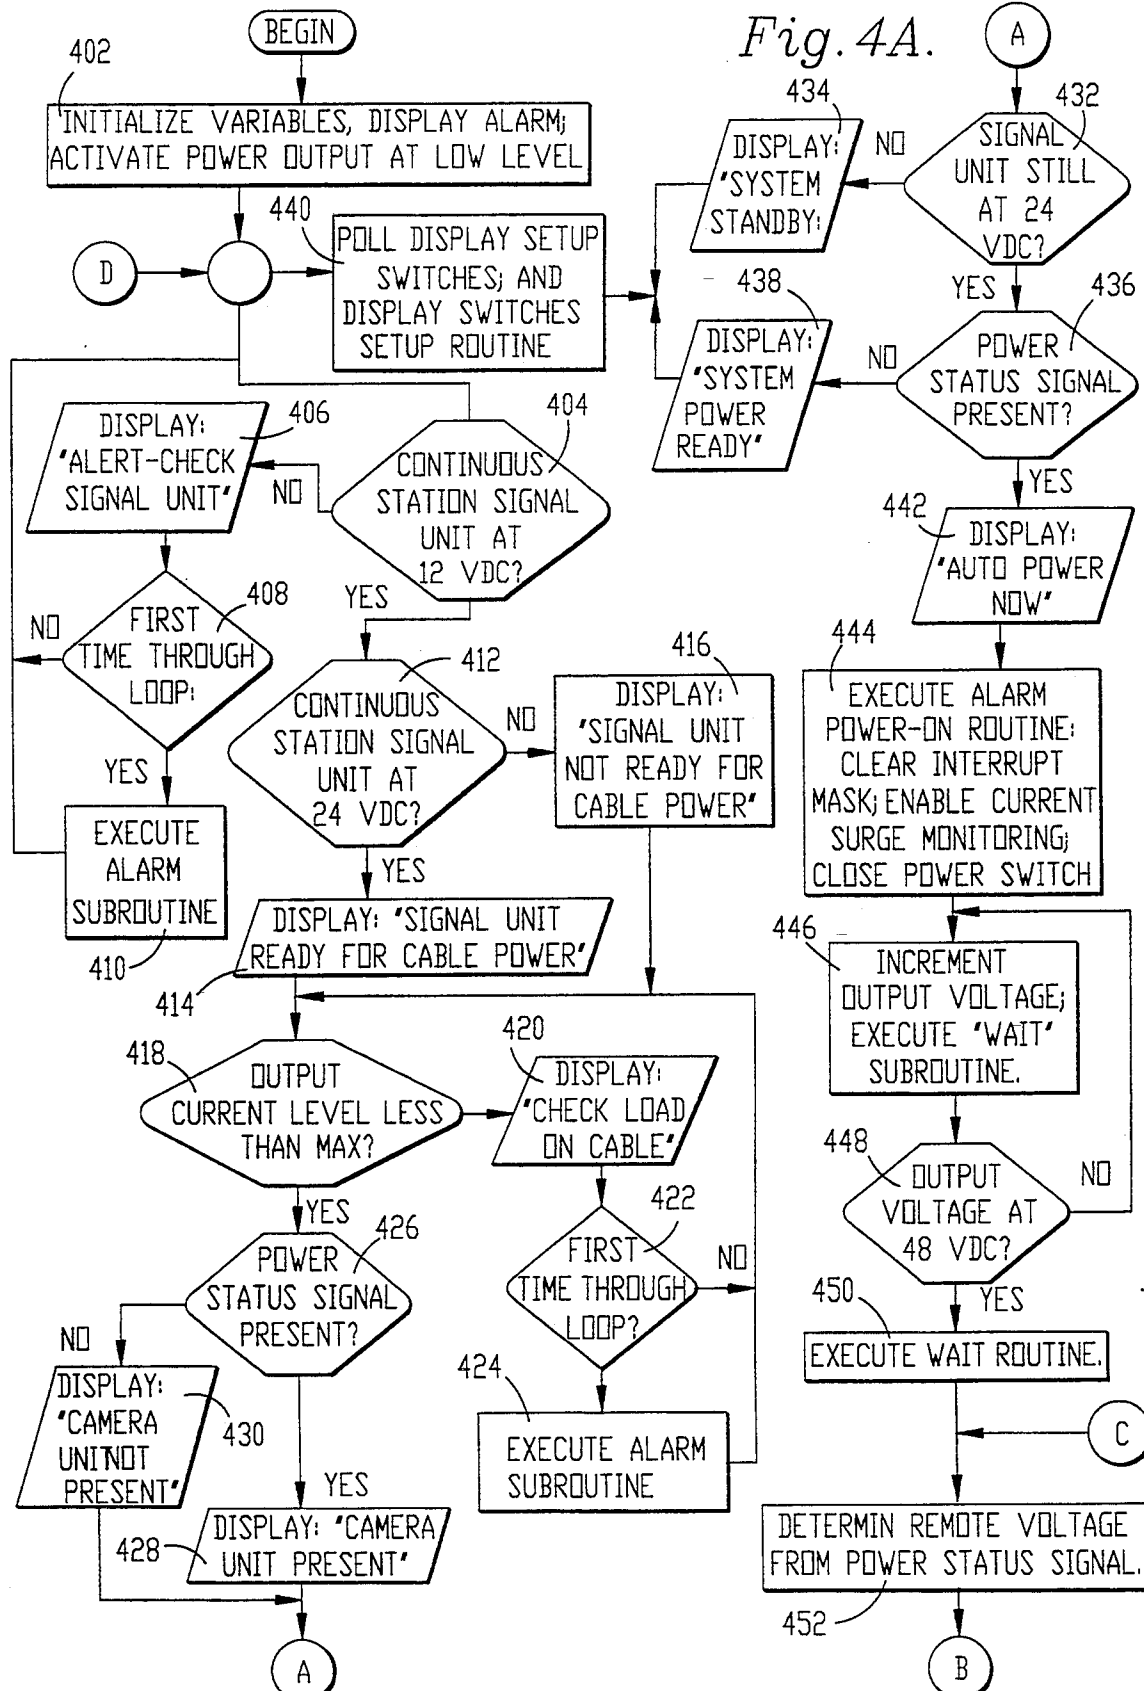 BEGIN
Fig. 4A.
A
402
INITIALIZE VARIABLES, DISPLAY ALARM;
ACTIVATE POWER OUTPUT AT LOW LEVEL
434
DISPLAY:
"SYSTEM
STANDBY:
NO
432
SIGNAL
UNIT STILL
AT 24
VDC?
YES
440
D
POLL DISPLAY SETUP
SWITCHES; AND
DISPLAY SWITCHES
SETUP ROUTINE
438
DISPLAY:
"SYSTEM
POWER
READY"
NO
436
POWER
STATUS SIGNAL
PRESENT?
YES
406
DISPLAY:
"ALERT-CHECK
SIGNAL UNIT"
NO
404
CONTINUOUS
STATION SIGNAL
UNIT AT
12 VDC?
YES
442
DISPLAY:
"AUTO POWER
NOW"
408
NO
FIRST
TIME THROUGH
LOOP:
YES
EXECUTE
ALARM
SUBROUTINE
410
412
CONTINUOUS
STATION SIGNAL
UNIT AT
24 VDC?
NO
YES
416
DISPLAY:
"SIGNAL UNIT
NOT READY FOR
CABLE POWER"
444
EXECUTE ALARM
POWER-ON ROUTINE:
CLEAR INTERRUPT
MASK; ENABLE CURRENT
SURGE MONITORING;
CLOSE POWER SWITCH
DISPLAY: "SIGNAL UNIT
READY FOR CABLE POWER"
414
446
INCREMENT
OUTPUT VOLTAGE;
EXECUTE "WAIT"
SUBROUTINE.
418
OUTPUT
CURRENT LEVEL LESS
THAN MAX?
YES
420
DISPLAY:
"CHECK LOAD
ON CABLE"
448
OUTPUT
VOLTAGE AT
48 VDC?
NO
YES
422
FIRST
TIME THROUGH
LOOP?
NO
426
POWER
STATUS SIGNAL
PRESENT?
NO
YES
450
EXECUTE WAIT ROUTINE.
424
EXECUTE ALARM
SUBROUTINE
DISPLAY:
"CAMERA
UNIT NOT
PRESENT"
430
C
DISPLAY: "CAMERA
UNIT PRESENT"
428
DETERMIN REMOTE VOLTAGE
FROM POWER STATUS SIGNAL.
452
A
B